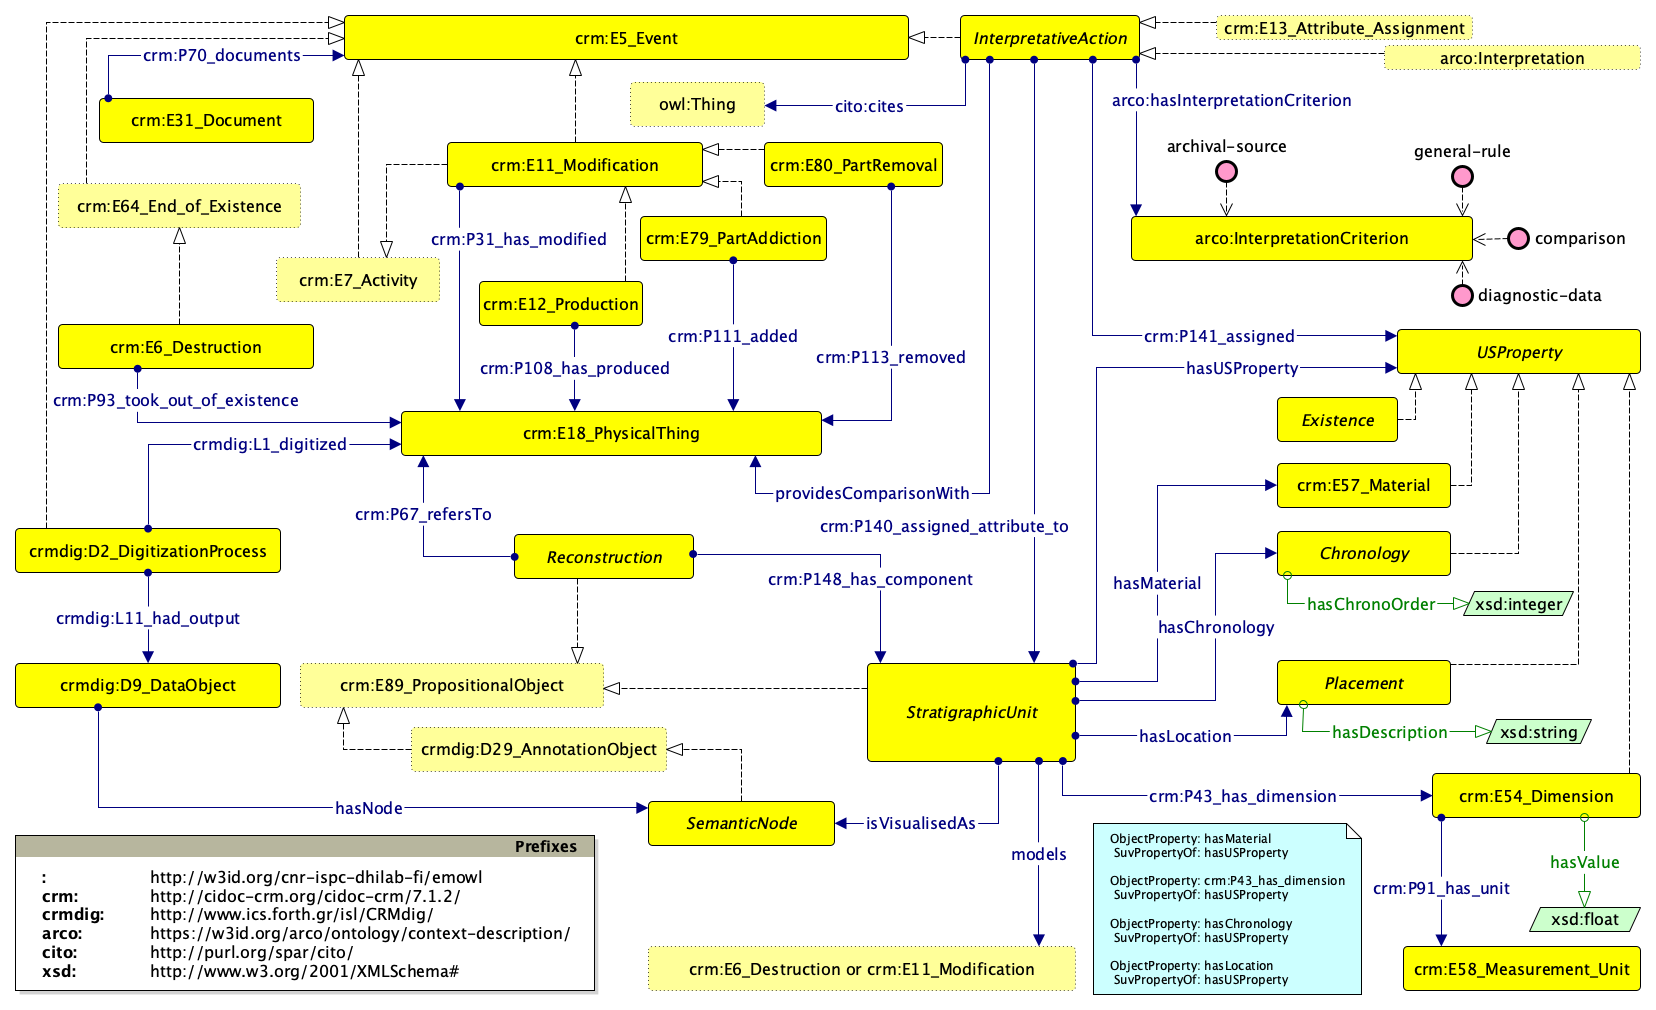 crm:E5_Event
InterpretativeAction
crm:E13_Attribute_Assignment
crm:P70_documents
arco:Interpretation
owl:Thing
cito:cites
arco:hasInterpretationCriterion
crm:E31_Document
archival-source
general-rule
crm:E11_Modification
crm:E80_PartRemoval
crm:E64_End_of_Existence
crm:P31_has_modified
crm:E79_PartAddiction
arco:InterpretationCriterion
comparison
crm:E7_Activity
crm:E12_Production
diagnostic-data
crm:P111_added
crm:P141_assigned
crm:E6_Destruction
crm:P113_removed
USProperty
crm:P108_has_produced
hasUSProperty
crm:P93_took_out_of_existence
Existence
crm:E18_PhysicalThing
crmdig:L1_digitized
crm:E57_Material
providesComparisonWith
crm:P67_refersTo
crm:P140_assigned_attribute_to
crmdig:D2_DigitizationProcess
Reconstruction
Chronology
crm:P148_has_component
hasMaterial
hasChronoOrder
xsd:integer
crmdig:L11_had_output
hasChronology
crmdig:D9_DataObject
crm:E89_PropositionalObject
Placement
StratigraphicUnit
hasLocation
hasDescription
xsd:string
crmdig:D29_AnnotationObject
crm:P43_has_dimension
crm:E54_Dimension
hasNode
SemanticNode
isVisualisedAs
models
hasValue
crm:P91_has_unit
xsd:float
crm:E6_Destruction or crm:E11_Modification
crm:E58_Measurement_Unit
Prefixes
: http://w3id.org/cnr-ispc-dhilab-fi/emowl
crm: http://cidoc-crm.org/cidoc-crm/7.1.2/
crmdig: http://www.ics.forth.gr/isl/CRMdig/
arco: https://w3id.org/arco/ontology/context-description/
cito: http://purl.org/spar/cito/
xsd: http://www.w3.org/2001/XMLSchema#
ObjectProperty: hasMaterial
SuvPropertyOf: hasUSProperty
ObjectProperty: crm:P43_has_dimension
SuvPropertyOf: hasUSProperty
ObjectProperty: hasChronology
SuvPropertyOf: hasUSProperty
ObjectProperty: hasLocation
SuvPropertyOf: hasUSProperty